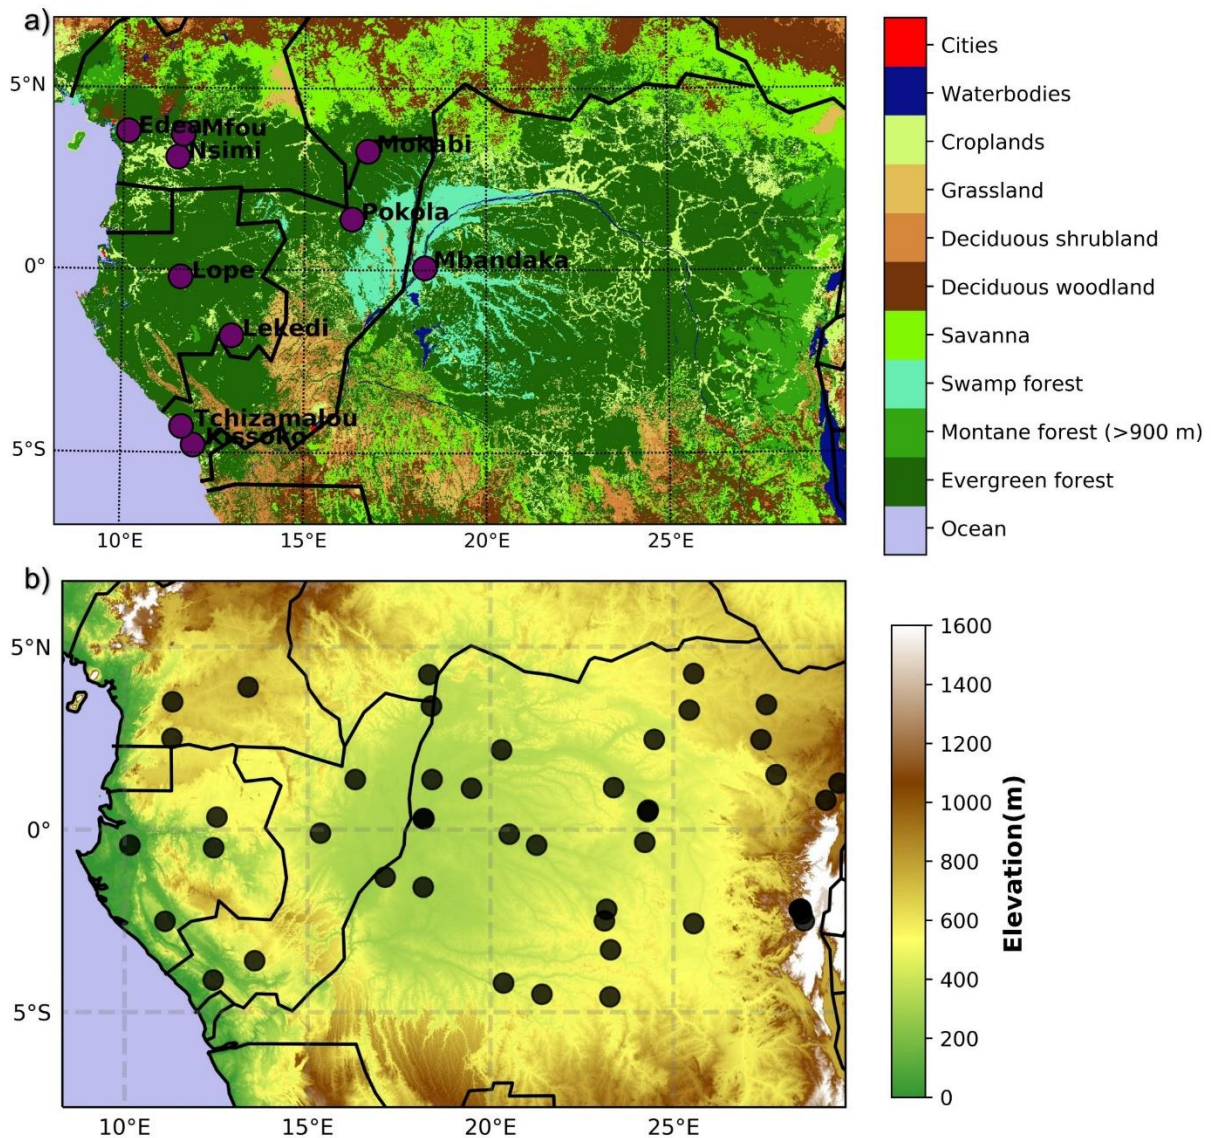 a)
5°N
0°
5°S
10°E
15°E
20°E
25°E
Edea
Mfou
Nsimi
Mokabi
Pokola
Mbandaka
Lope
Lekedi
Tchizamalou
Kissoko
Cities
Waterbodies
Croplands
Grassland
Deciduous shrubland
Deciduous woodland
Savanna
Swamp forest
Montane forest (>900 m)
Evergreen forest
Ocean
b)
5°N
0°
5°S
10°E
15°E
20°E
25°E
1600
1400
1200
1000
800
600
400
200
0
Elevation(m)